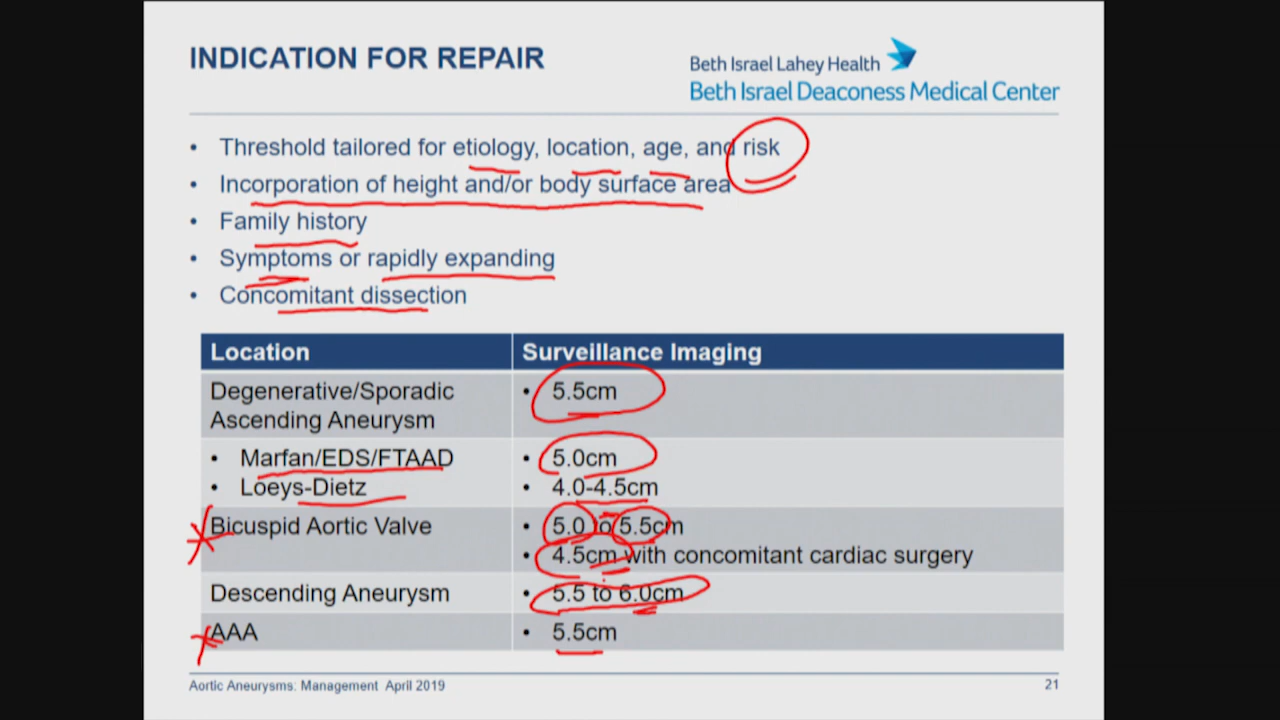 INDICATION FOR REPAIR
Beth Israel Lahey Health
Beth Israel Deaconess Medical Center
• Threshold tailored for etiology, location, age, and risk
• Incorporation of height and/or body surface area
• Family history
• Symptoms or rapidly expanding
• Concomitant dissection
Location Surveillance Imaging
Degenerative/Sporadic • 5.5cm
Ascending Aneurysm
• Marfan/EDS/FTAAD • 5.0cm
• Loeys-Dietz • 4.0-4.5cm
Bicuspid Aortic Valve • 5.0 to 5.5cm
• 4.5cm with concomitant cardiac surgery
Descending Aneurysm • 5.5 to 6.0cm
AAA • 5.5cm
Aortic Aneurysms: Management April 2019 21